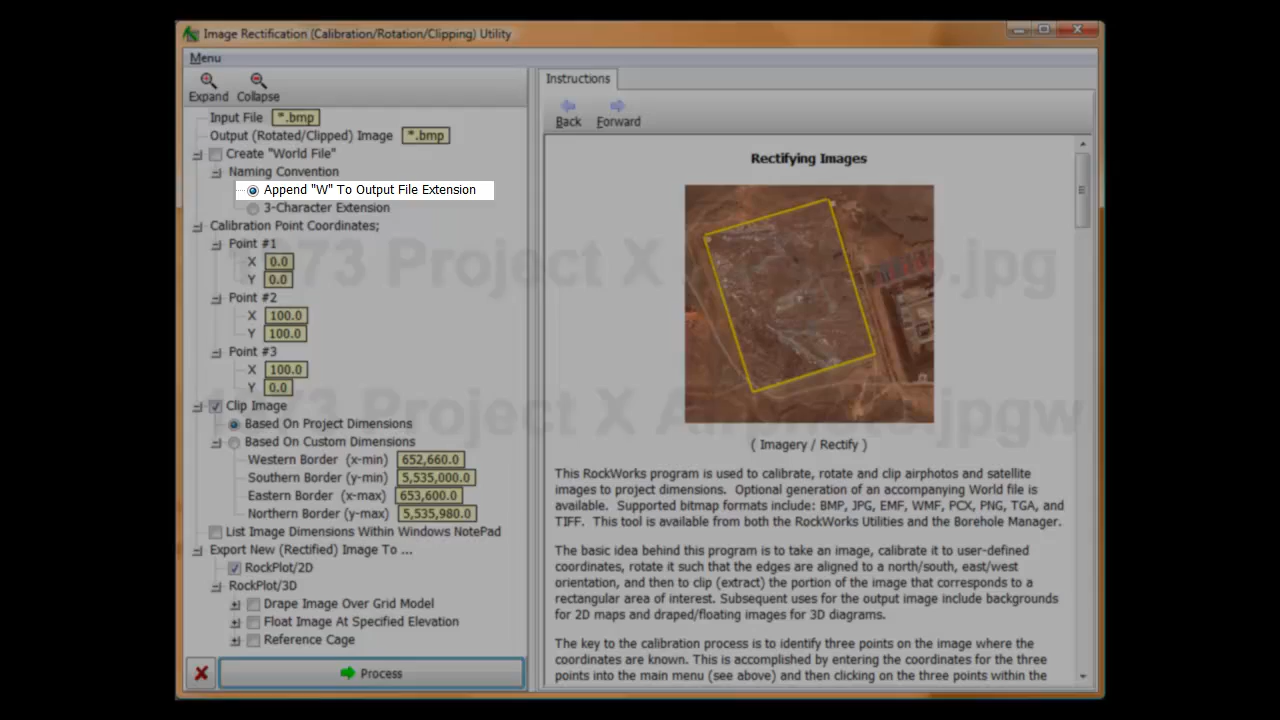 Image Rectification (Calibration/Rotation/Clipping) Utility
Menu
Expand Collapse
Input File *.bmp
Output (Rotated/Clipped) Image *.bmp
Create "World File"
Naming Convention
Append "W" To Output File Extension
3-Character Extension
Calibration Point Coordinates;
Point #1
X 0.0
Y 0.0
Point #2
X 100.0
Y 100.0
Point #3
X 100.0
Y 0.0
Clip Image
Based On Project Dimensions
Based On Custom Dimensions
Western Border (x-min) 652,660.0
Southern Border (y-min) 5,535,000.0
Eastern Border (x-max) 653,600.0
Northern Border (y-max) 5,535,980.0
List Image Dimensions Within Windows NotePad
Export New (Rectified) Image To ...
RockPlot/2D
RockPlot/3D
Drape Image Over Grid Model
Float Image At Specified Elevation
Reference Cage
Process
Instructions
Back Forward
Rectifying Images
( Imagery / Rectify )
This RockWorks program is used to calibrate, rotate and clip airphotos and satellite
images to project dimensions. Optional generation of an accompanying World file is
available. Supported bitmap formats include: BMP, JPG, EMF, WMF, PCX, PNG, TGA, and
TIFF. This tool is available from both the RockWorks Utilities and the Borehole Manager.
The basic idea behind this program is to take an image, calibrate it to user-defined
coordinates, rotate it such that the edges are aligned to a north/south, east/west
orientation, and then to clip (extract) the portion of the image that corresponds to a
rectangular area of interest. Subsequent uses for the output image include backgrounds
for 2D maps and draped/floating images for 3D diagrams.
The key to the calibration process is to identify three points on the image where the
coordinates are known. This is accomplished by entering the coordinates for the three
points into the main menu (see above) and then clicking on the three points within the
Project X
Project X